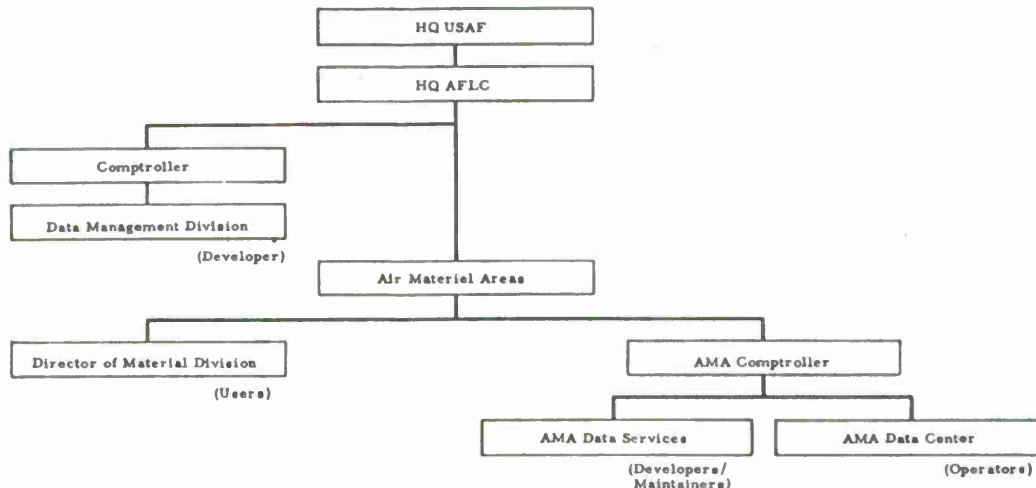 HQ USAF
HQ AFLC
Comptroller
Data Management Division
(Developer)
Air Materiel Areas
Director of Material Division
(Users)
AMA Comptroller
AMA Data Services
(Developers/
Maintainers)
AMA Data Center
(Operators)